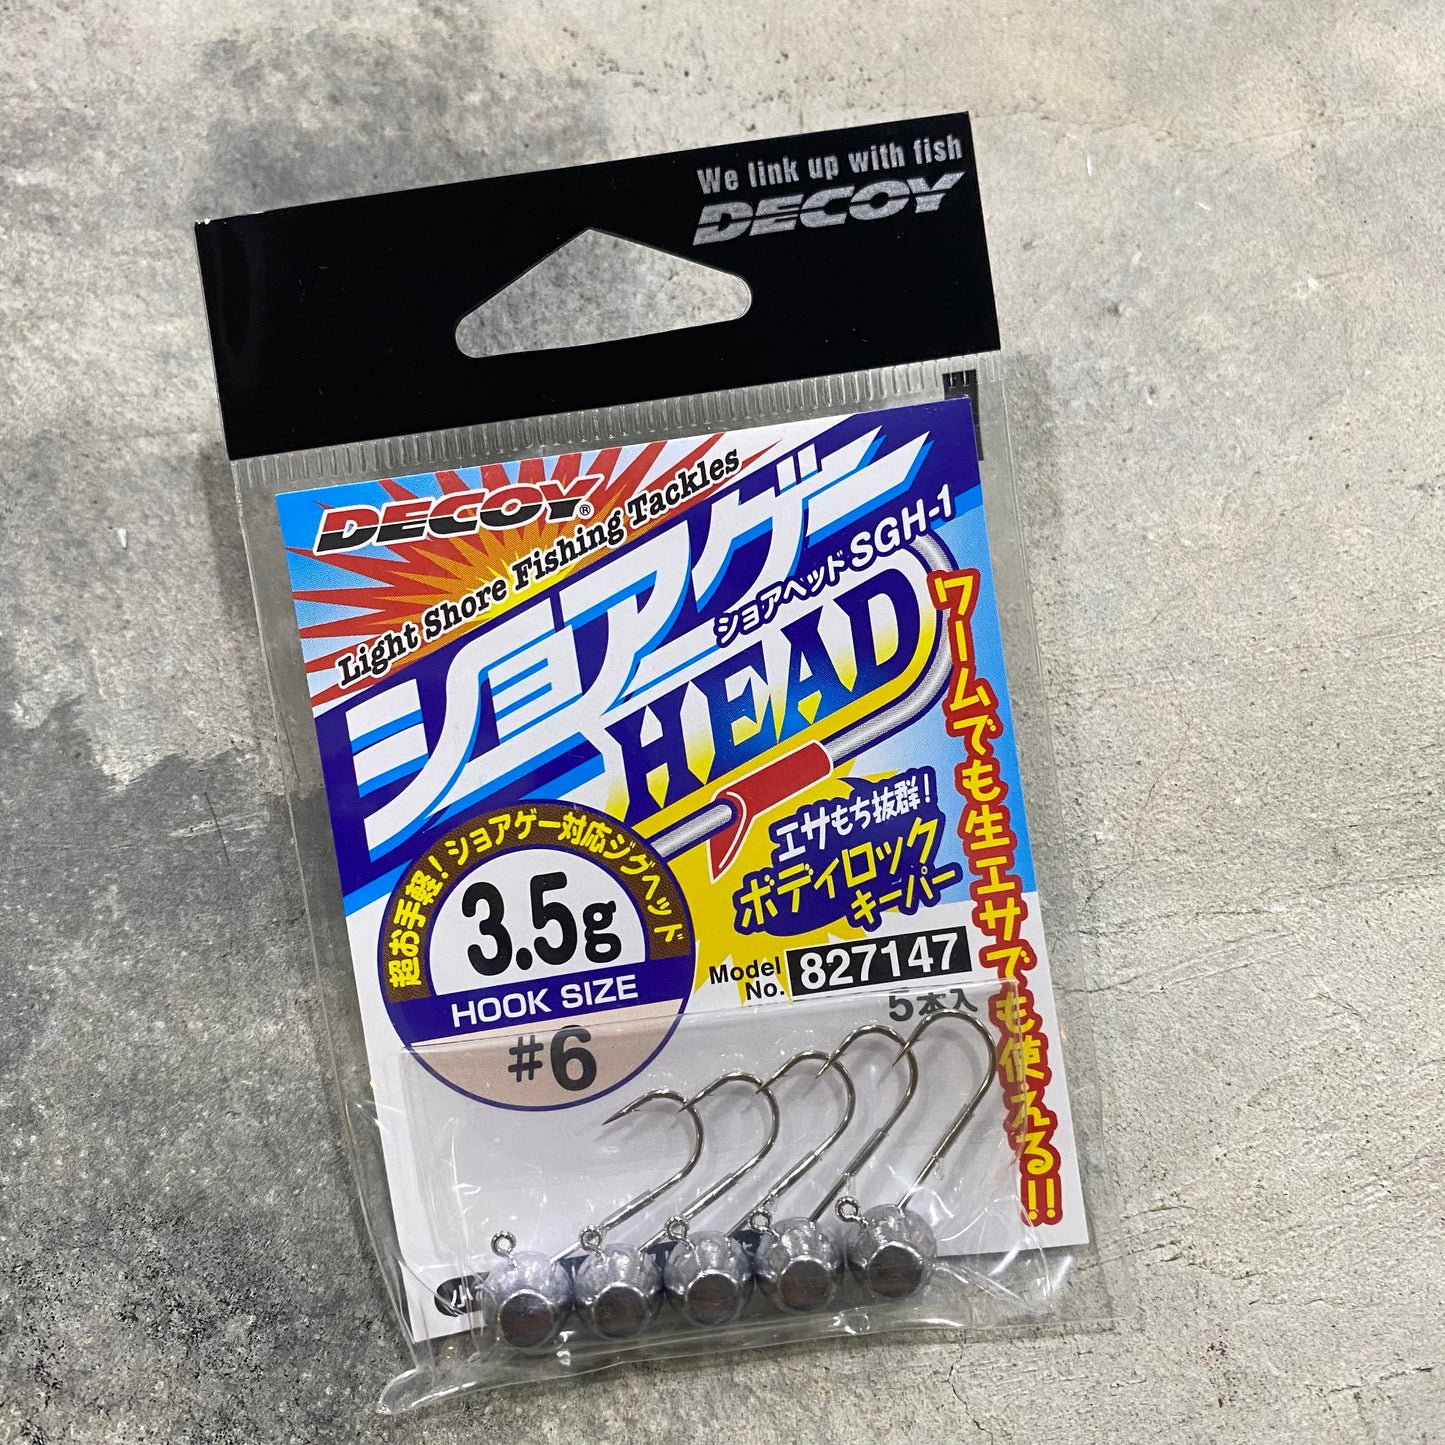 We link up with fish
DECOY
DECOY®
Light Shore Fishing Tackles
ショアゲー
ショアヘッド SGH-1
HEAD
ワームでも生エサでも使える!!
エサもち抜群!
ボディロック
キーパー
超お手軽!ショアゲー対応ジグヘッド
3.5g
HOOK SIZE
#6
Model No. 827147
5本入
小